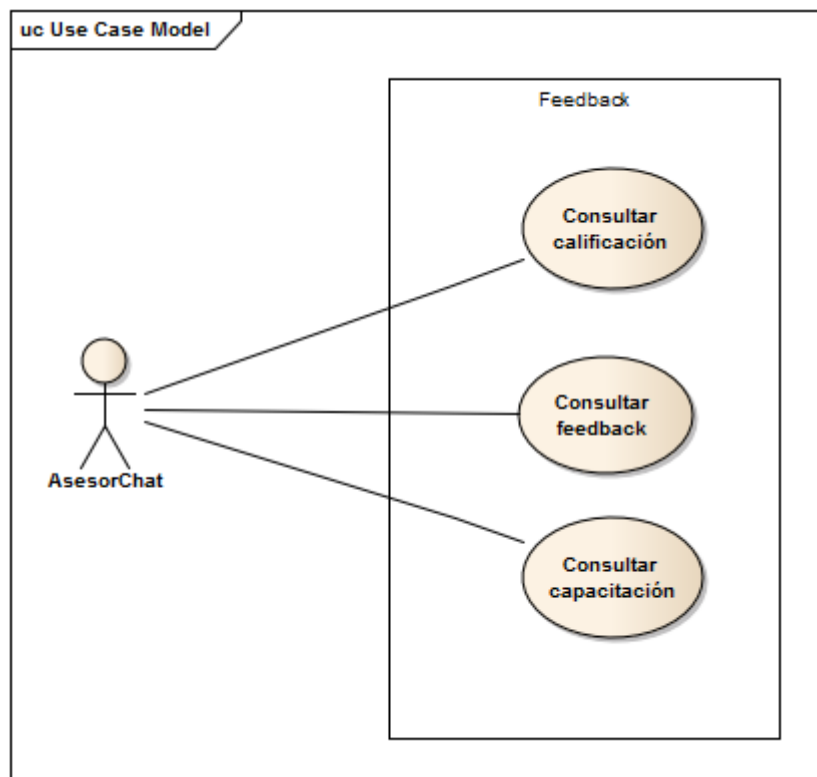 uc Use Case Model
Feedback
Consultar
calificación
Consultar
feedback
Consultar
capacitación
AsesorChat